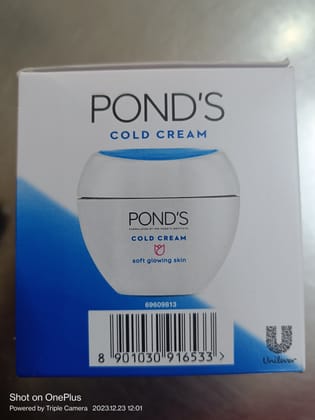 POND'S
COLD CREAM
POND'S
COLD CREAM
soft glowing skin
69609813
8 901030 916533 >
Unilever
Shot on OnePlus
Powered by Triple Camera 2023.12.23 12:01